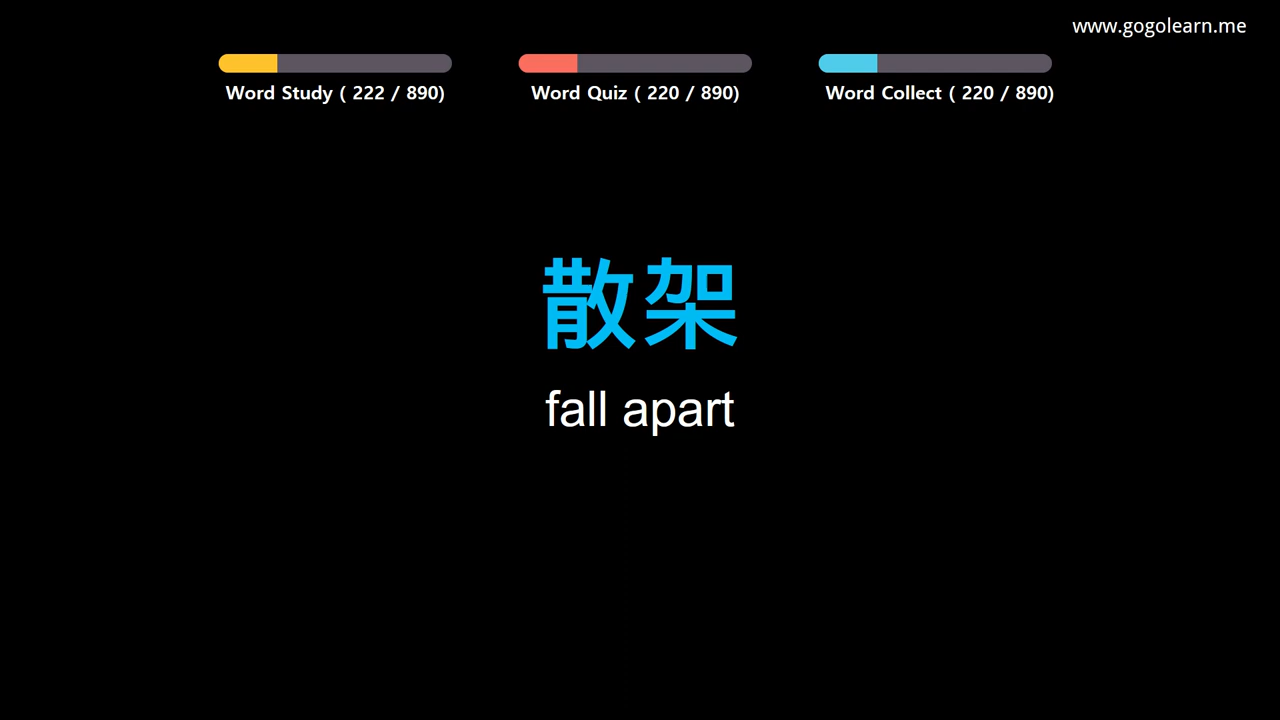 www.gogolearn.me
Word Study ( 222 / 890)
Word Quiz ( 220 / 890)
Word Collect ( 220 / 890)
散架
fall apart